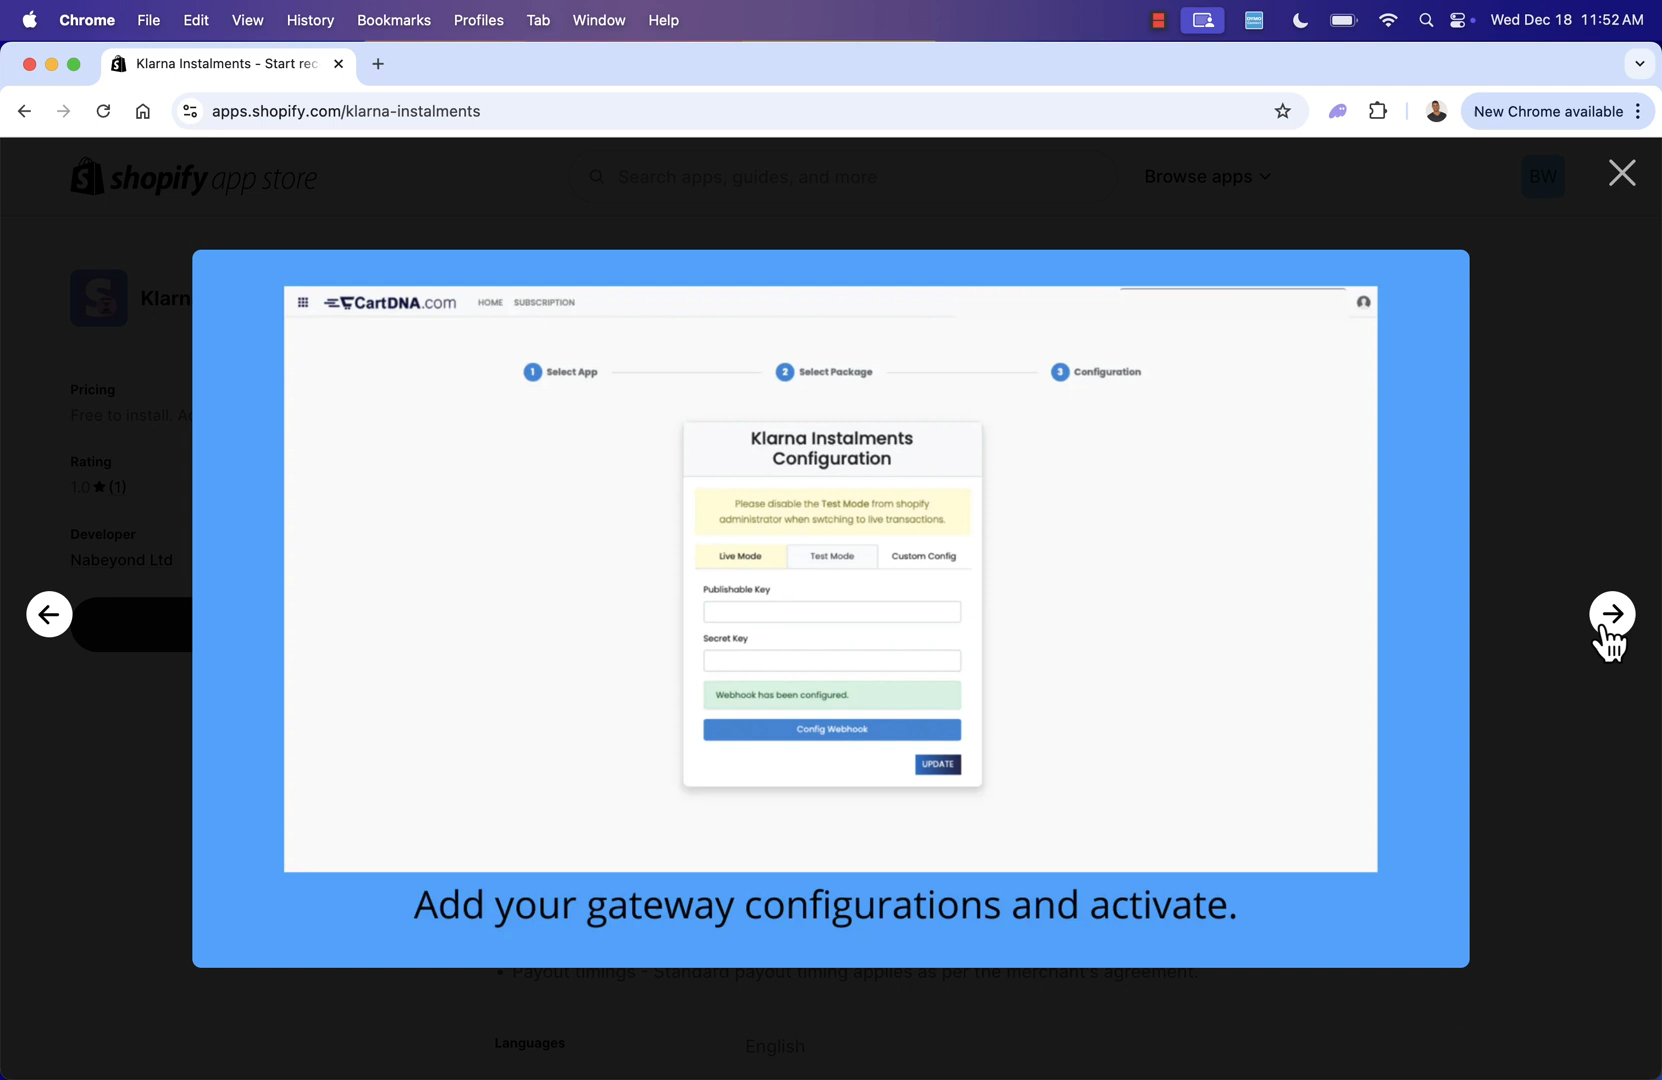 Chrome File Edit View History Bookmarks Profiles Tab Window Help Wed Dec 18 11:52 AM
Klarna Instalments - Start rec
apps.shopify.com/klarna-instalments
New Chrome available
shopify app store
Search apps, guides, and more
Browse apps
BW
Klarn
Pricing
Free to install. Ad
Rating
1.0 ★ (1)
Developer
Nabeyond Ltd
CartDNA.com HOME SUBSCRIPTION
1 Select App 2 Select Package 3 Configuration
Klarna Instalments
Configuration
Please disable the Test Mode from shopify
administrator when swtching to live transactions.
Live Mode Test Mode Custom Config
Publishable Key
Secret Key
Webhook has been configured.
Config Webhook
UPDATE
Add your gateway configurations and activate.
• Payout timings - Standard payout timing applies as per the merchant's agreement.
Languages English